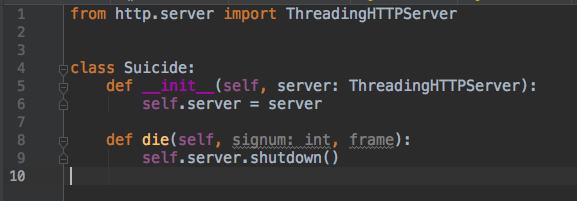 1 from http.server import ThreadingHTTPServer
2
3
4 class Suicide:
5     def __init__(self, server: ThreadingHTTPServer):
6         self.server = server
7
8     def die(self, signum: int, frame):
9         self.server.shutdown()
10